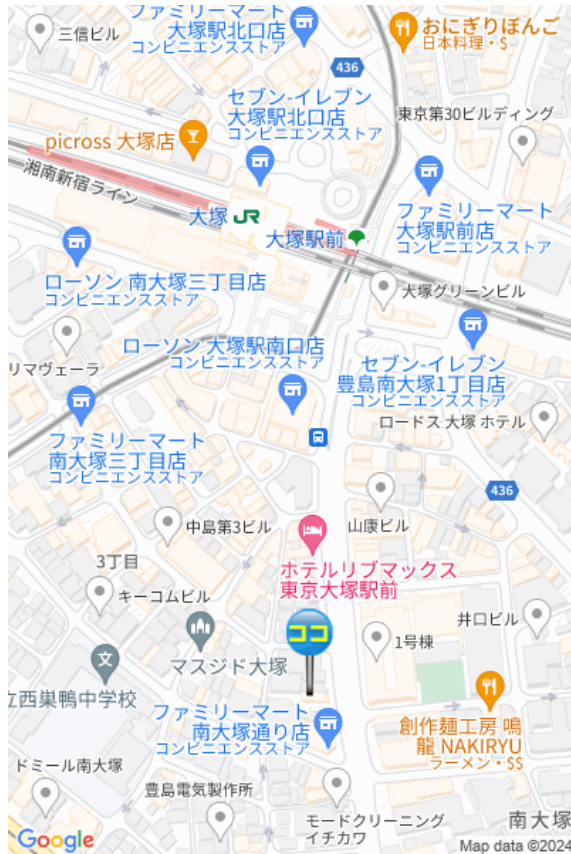 ファミリーマート
大塚駅北口店
コンビニエンスストア
三信ビル
おにぎりぼんご
日本料理・$
436
セブン-イレブン
大塚駅北口店
コンビニエンスストア
東京第30ビルディング
picross 大塚店
湘南新宿ライン
大塚 JR
大塚駅前
ファミリーマート
大塚駅前店
コンビニエンスストア
ローソン 南大塚三丁目店
コンビニエンスストア
大塚グリーンビル
リマヴェーラ
ローソン 大塚駅南口店
コンビニエンスストア
セブン-イレブン
豊島南大塚1丁目店
コンビニエンスストア
ロードス 大塚 ホテル
ファミリーマート
南大塚三丁目店
コンビニエンスストア
436
中島第3ビル
山康ビル
ホテルリブマックス
東京大塚駅前
3丁目
キーコムビル
ココ
井口ビル
1号棟
マスジド大塚
文
立西巣鴨中学校
ファミリーマート
南大塚通り店
コンビニエンスストア
創作麺工房 鳴
龍 NAKIRYU
ラーメン・$$
ドミール南大塚
豊島電気製作所
モードクリーニング
イチカワ
南大塚
Google
Map data ©2024